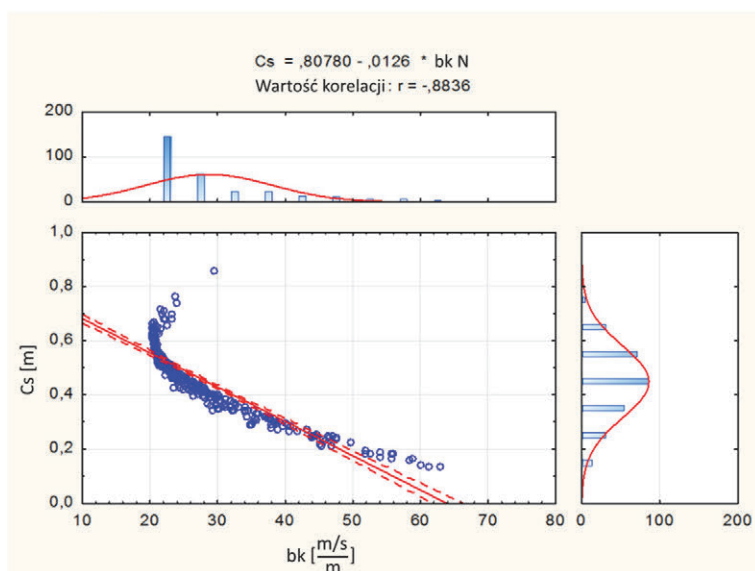 Cs = ,80780 - ,0126 * bk N
Wartość korelacji: r = -,8836
200
100
0
1,0
0,8
0,6
0,4
0,2
0,0
Cs [m]
10 20 30 40 50 60 70 80
bk [m/s/m]
0 100 200